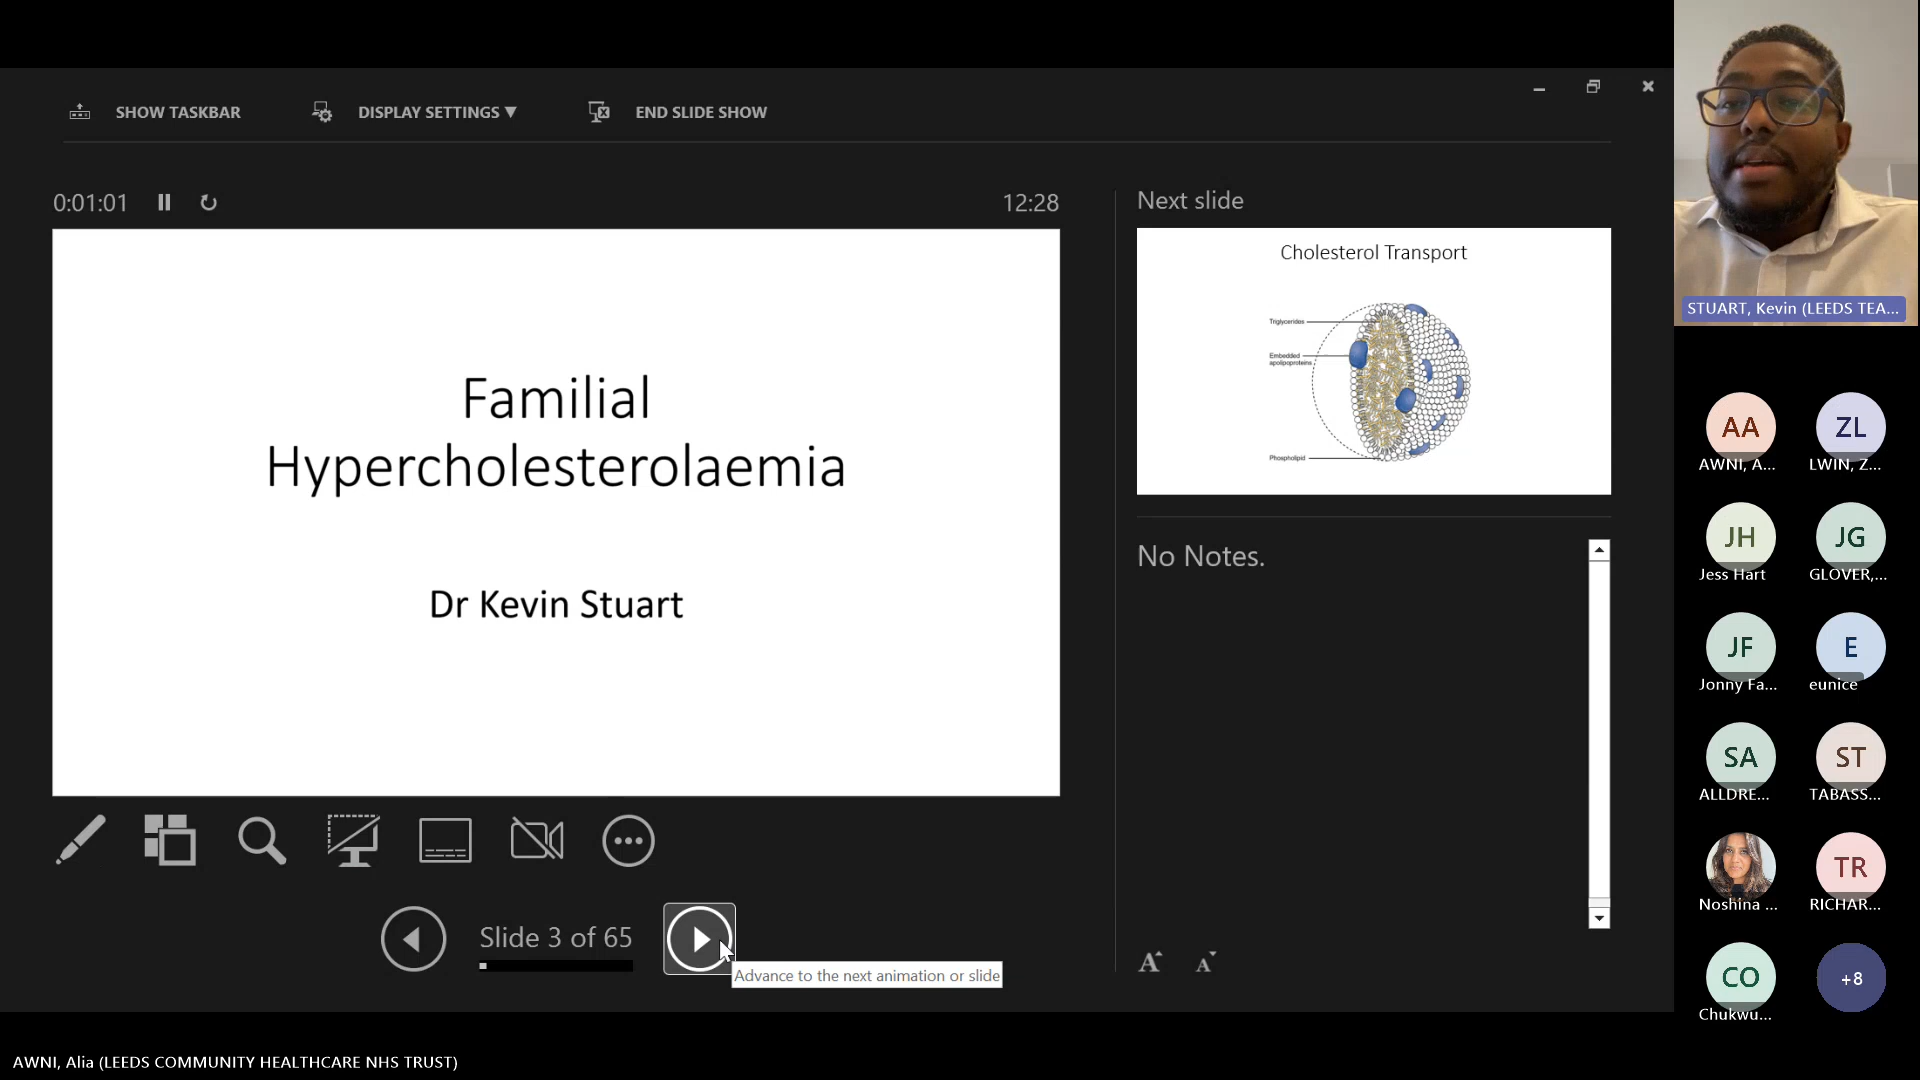 SHOW TASKBAR
DISPLAY SETTINGS ▼
END SLIDE SHOW
0:01:01
12:28
Familial
Hypercholesterolaemia
Dr Kevin Stuart
Next slide
Cholesterol Transport
Triglycerides
Embedded
apolipoproteins
Phospholipid
No Notes.
Slide 3 of 65
Advance to the next animation or slide
A A
STUART, Kevin (LEEDS TEA...
AA ZL
AWNI, A... LWIN, Z...
JH JG
Jess Hart GLOVER,...
JF E
Jonny Fa... eunice
SA ST
ALLDRE... TABASS...
TR
Noshina ... RICHAR...
CO +8
Chukwu...
AWNI, Alia (LEEDS COMMUNITY HEALTHCARE NHS TRUST)